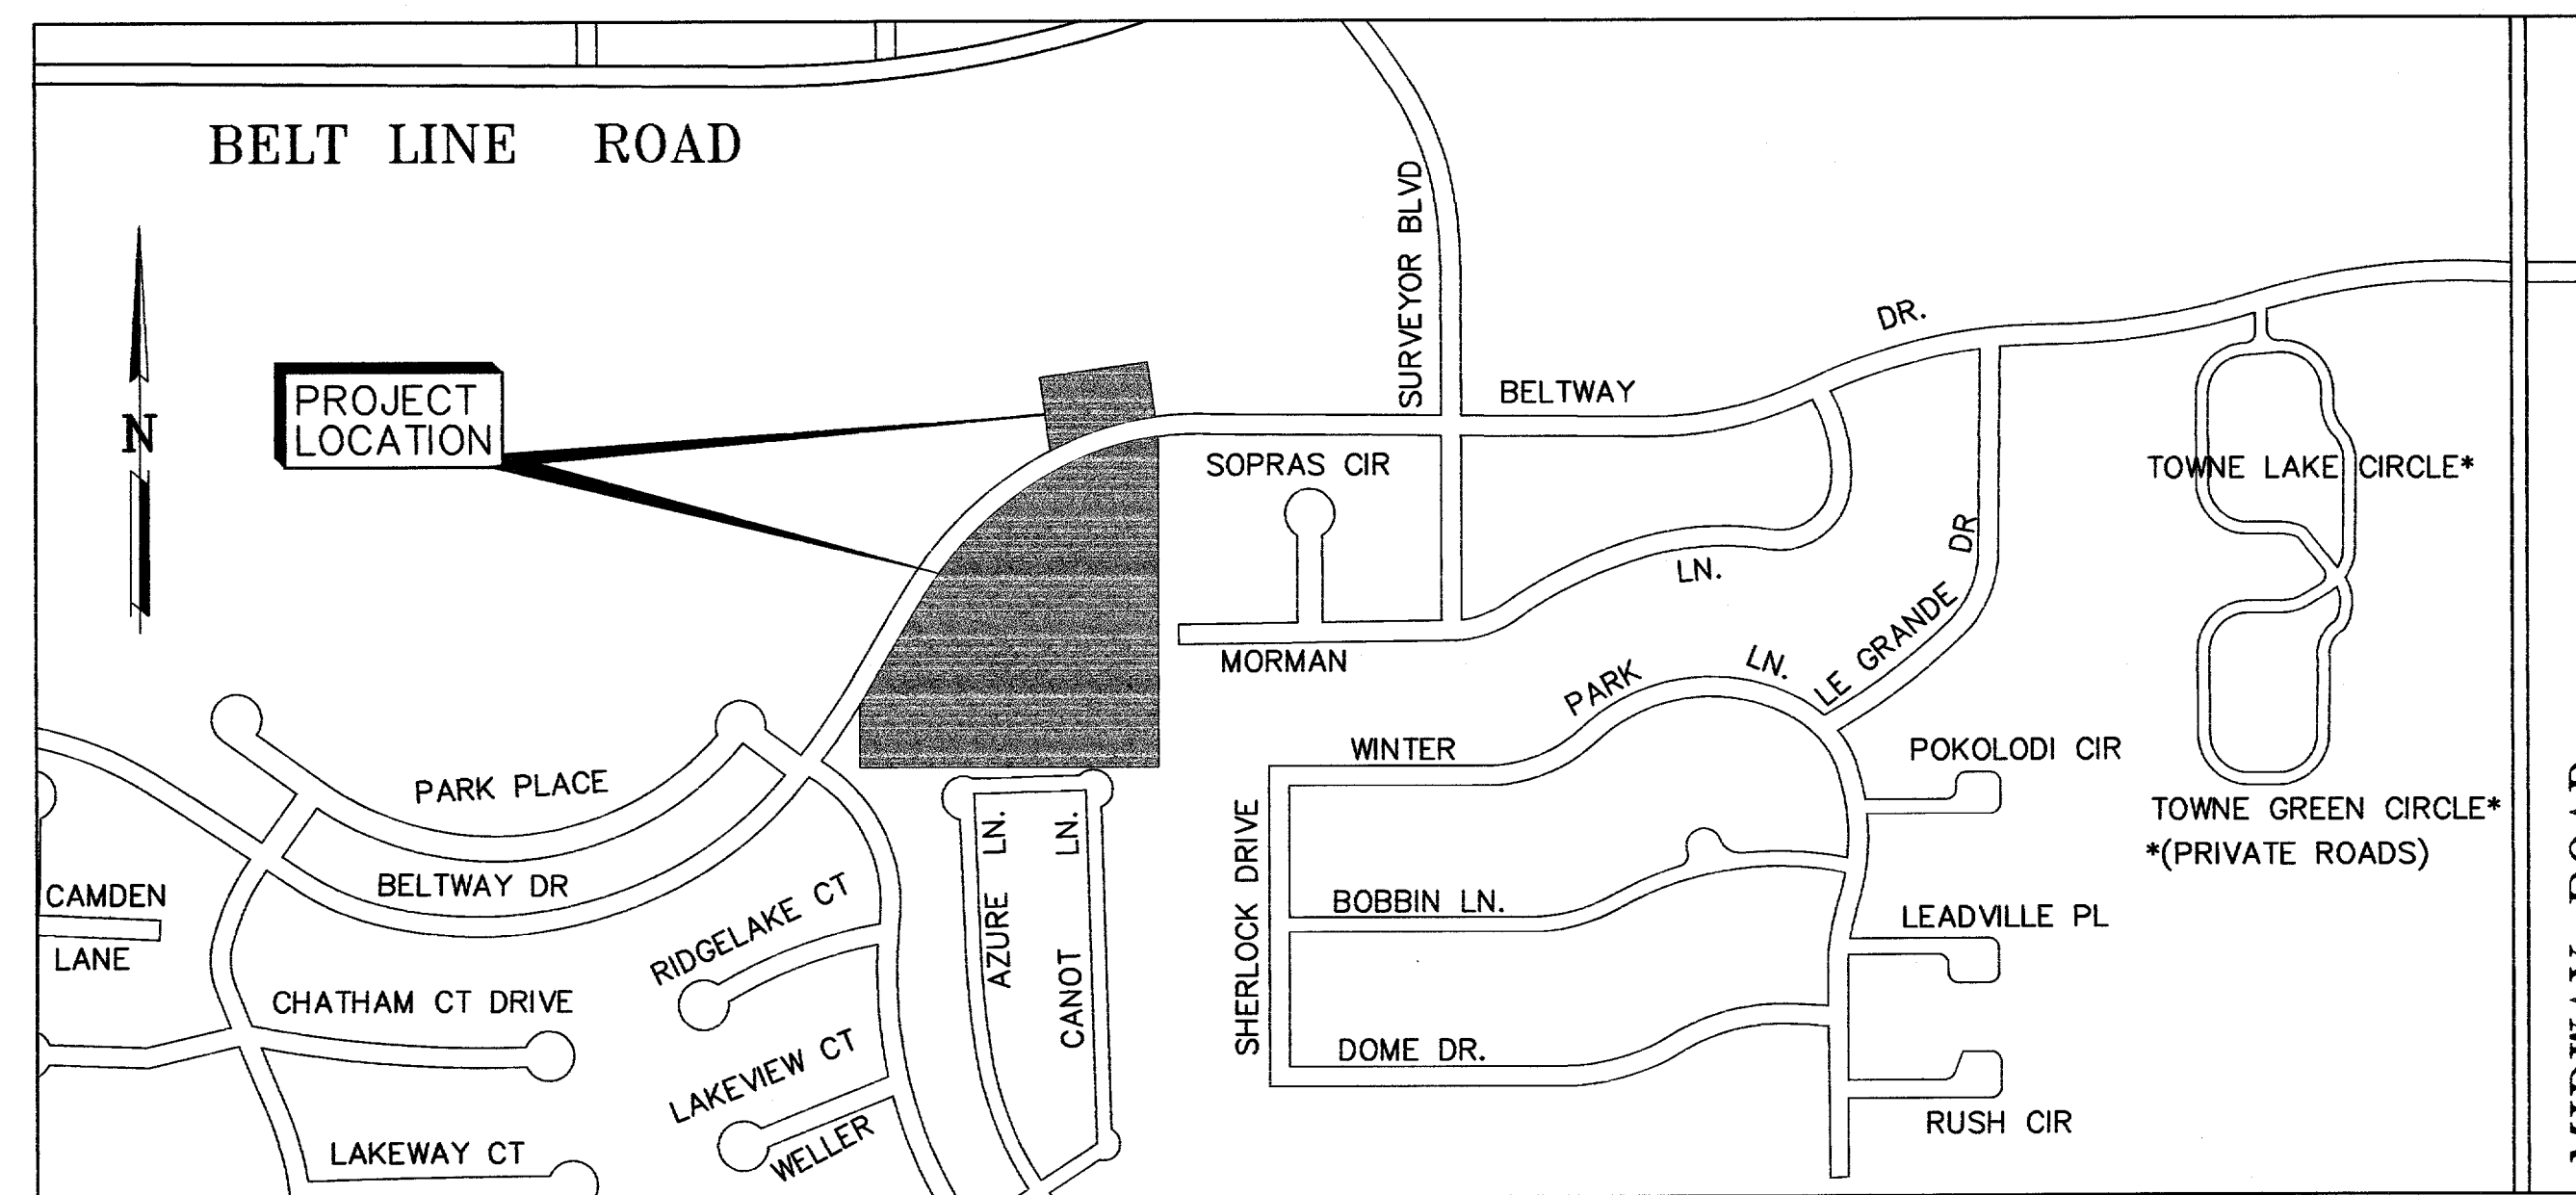 BELT LINE ROAD
SURVEYOR BLVD
DR.
BELTWAY
PROJECT
LOCATION
N
SOPRAS CIR
TOWNE LAKE CIRCLE*
LN.
DR
MORMAN
LE GRANDE
PARK
LN.
WINTER
POKOLODI CIR
PARK PLACE
TOWNE GREEN CIRCLE*
*(PRIVATE ROADS)
SHERLOCK DRIVE
AZURE LN.
CANOT LN.
CAMDEN
LANE
BELTWAY DR
RIDGELAKE CT
BOBBIN LN.
LEADVILLE PL
CHATHAM CT DRIVE
LAKEVIEW CT
DOME DR.
WELLER
RUSH CIR
LAKEWAY CT